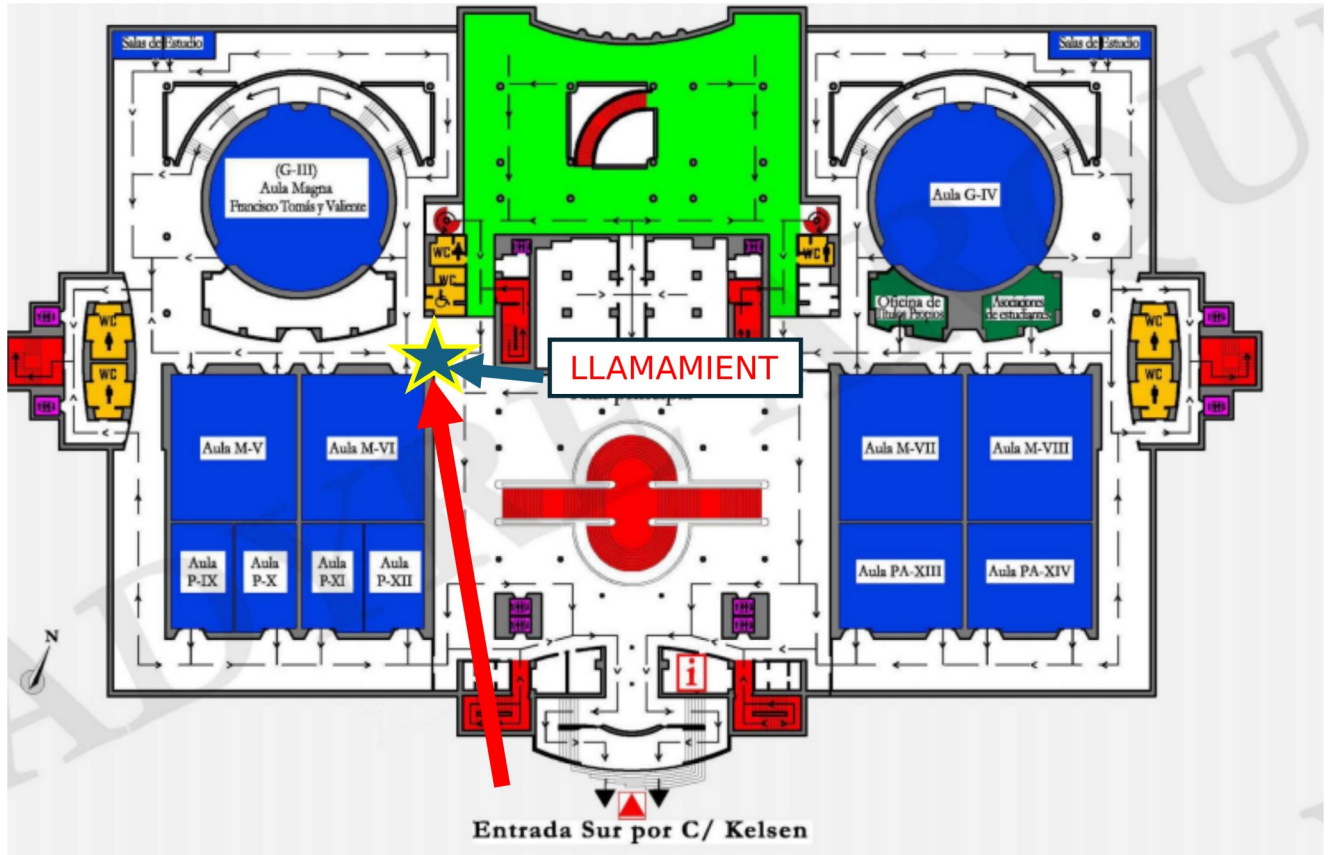 Salas de Estudio
Salas de Estudio
(G-III)
Aula Magna
Francisco Tomás y Valiente
Aula G-IV
WC
WC
WC
Oficina de
Títulos Propios
Asociaciones
de estudiantes
WC
WC
WC
WC
LLAMAMIENT
Aula M-V
Aula M-VI
Aula M-VII
Aula M-VIII
Aula
P-IX
Aula
P-X
Aula
P-XI
Aula
P-XII
Aula PA-XIII
Aula PA-XIV
N
i
Entrada Sur por C/ Kelsen